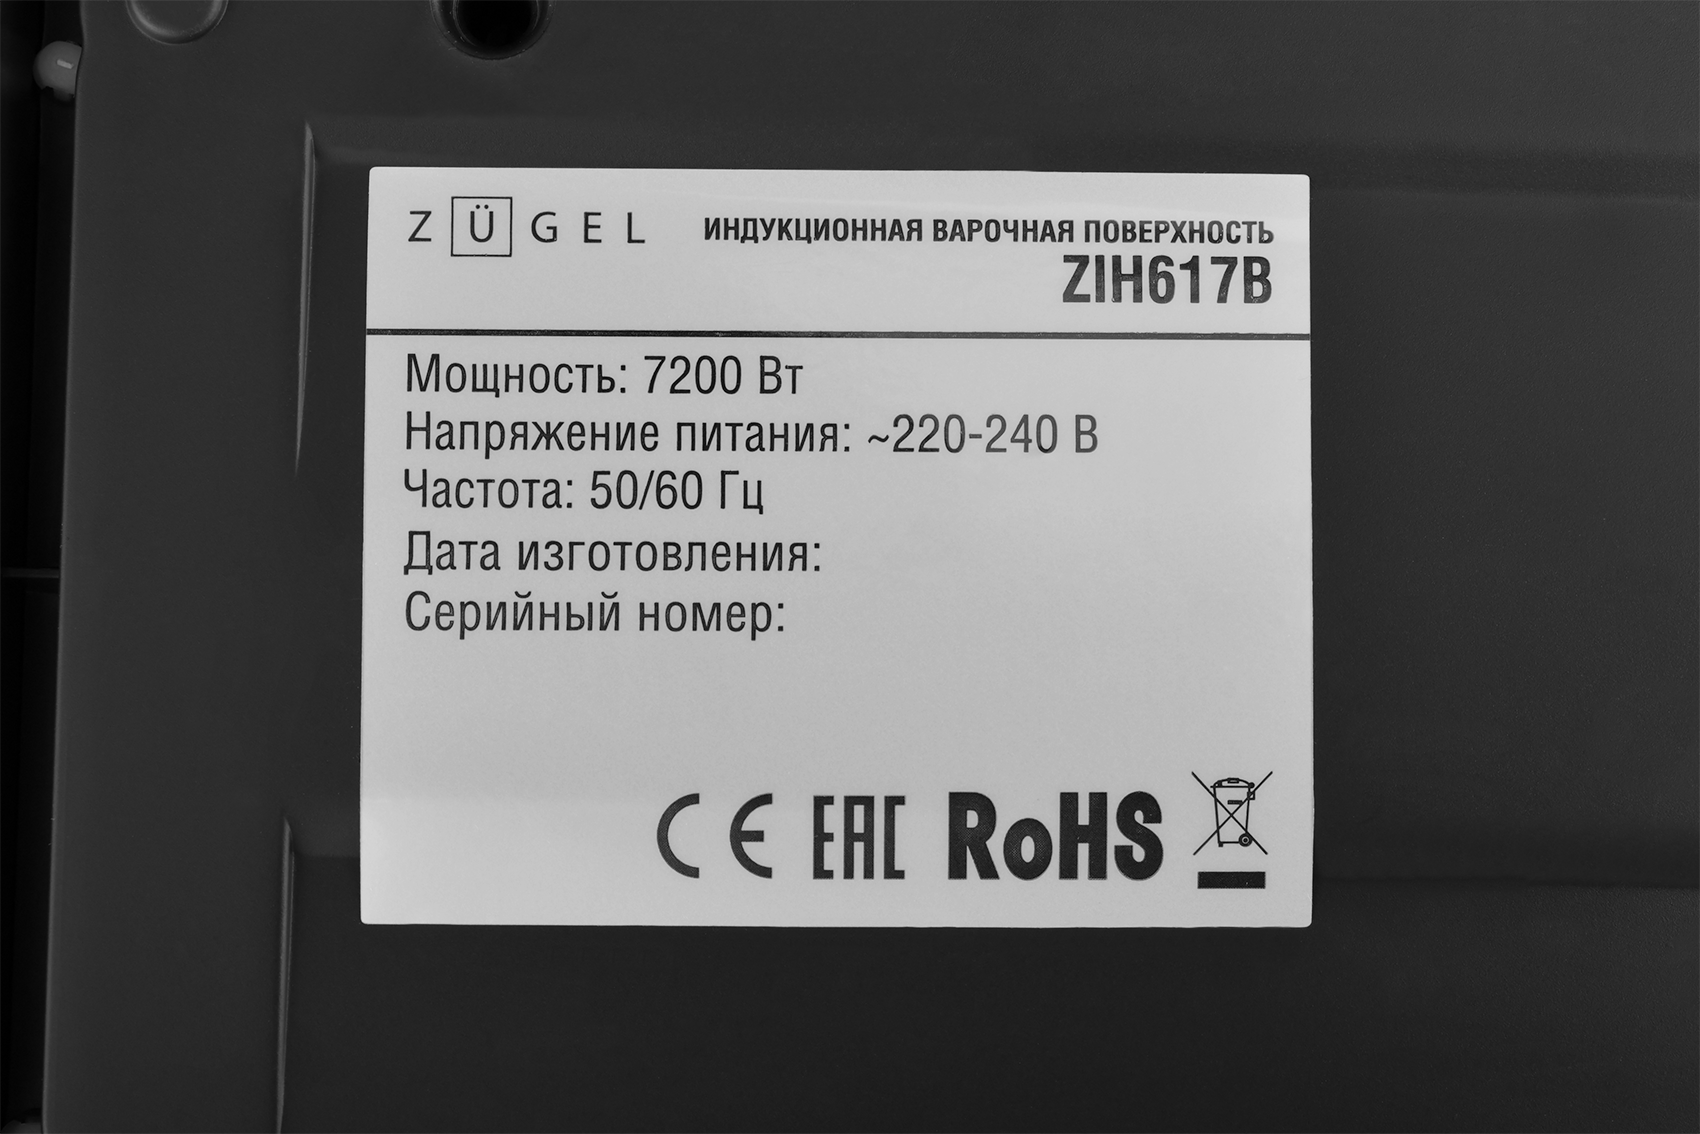 ZÜGEL
ИНДУКЦИОННАЯ ВАРОЧНАЯ ПОВЕРХНОСТЬ
ZIH617B
Мощность: 7200 Вт
Напряжение питания: ~220-240 В
Частота: 50/60 Гц
Дата изготовления:
Серийный номер:
CE EAC RoHS